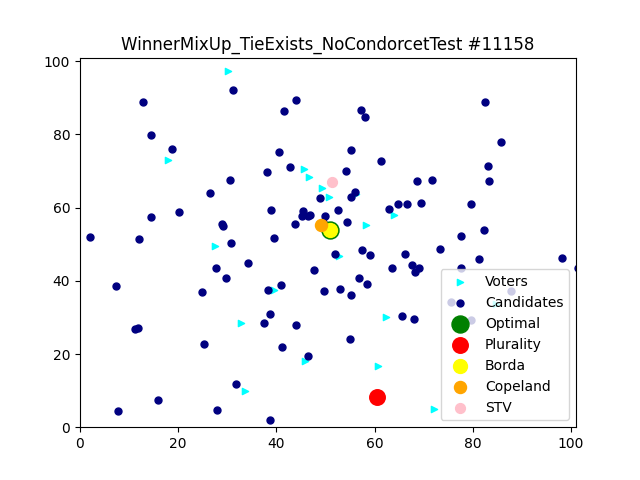 WinnerMixUp_TieExists_NoCondorcetTest #11158
100
80
60
40
20
0
0 20 40 60 80 100
Voters
Candidates
Optimal
Plurality
Borda
Copeland
STV